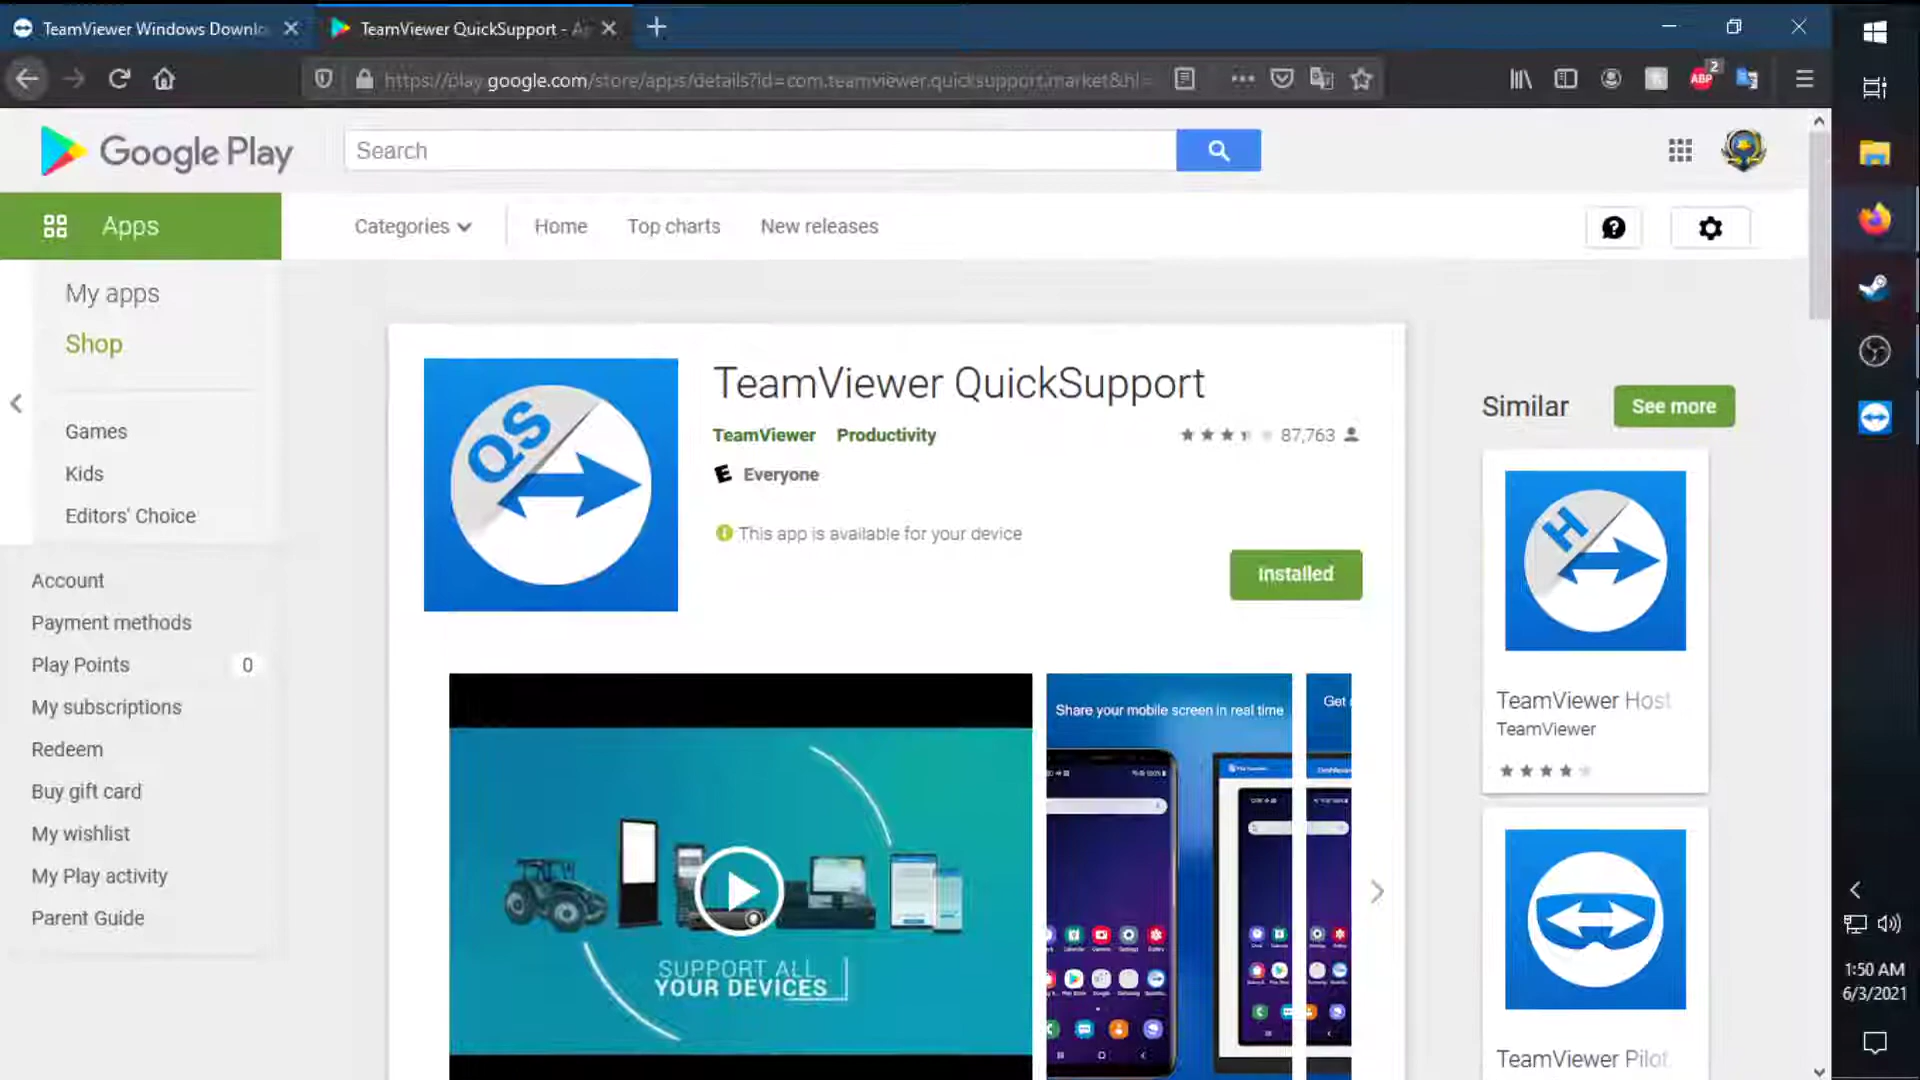 TeamViewer Windows Downlo
TeamViewer QuickSupport - A
https://play.google.com/store/apps/details?id=com.teamviewer.quicksupport.market&hl=
ABP
2
Google Play
Search
Apps
Categories
Home
Top charts
New releases
My apps
Shop
Games
Kids
Editors' Choice
Account
Payment methods
Play Points
0
My subscriptions
Redeem
Buy gift card
My wishlist
My Play activity
Parent Guide
QS
TeamViewer QuickSupport
TeamViewer
Productivity
87,763
E
Everyone
This app is available for your device
Installed
SUPPORT ALL
YOUR DEVICES
Share your mobile screen in real time
Get
Similar
See more
H
TeamViewer Host
TeamViewer
TeamViewer Pilot
1:50 AM
6/3/2021